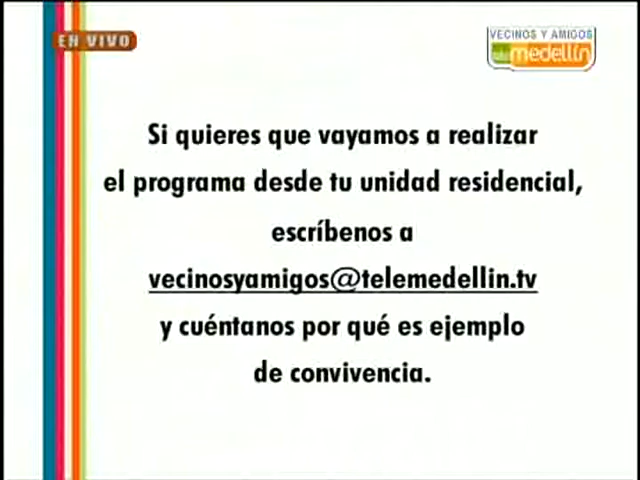 EN VIVO
VECINOS Y AMIGOS
telemedellín
Si quieres que vayamos a realizar
el programa desde tu unidad residencial,
escríbenos a
vecinosyamigos@telemedellin.tv
y cuéntanos por qué es ejemplo
de convivencia.